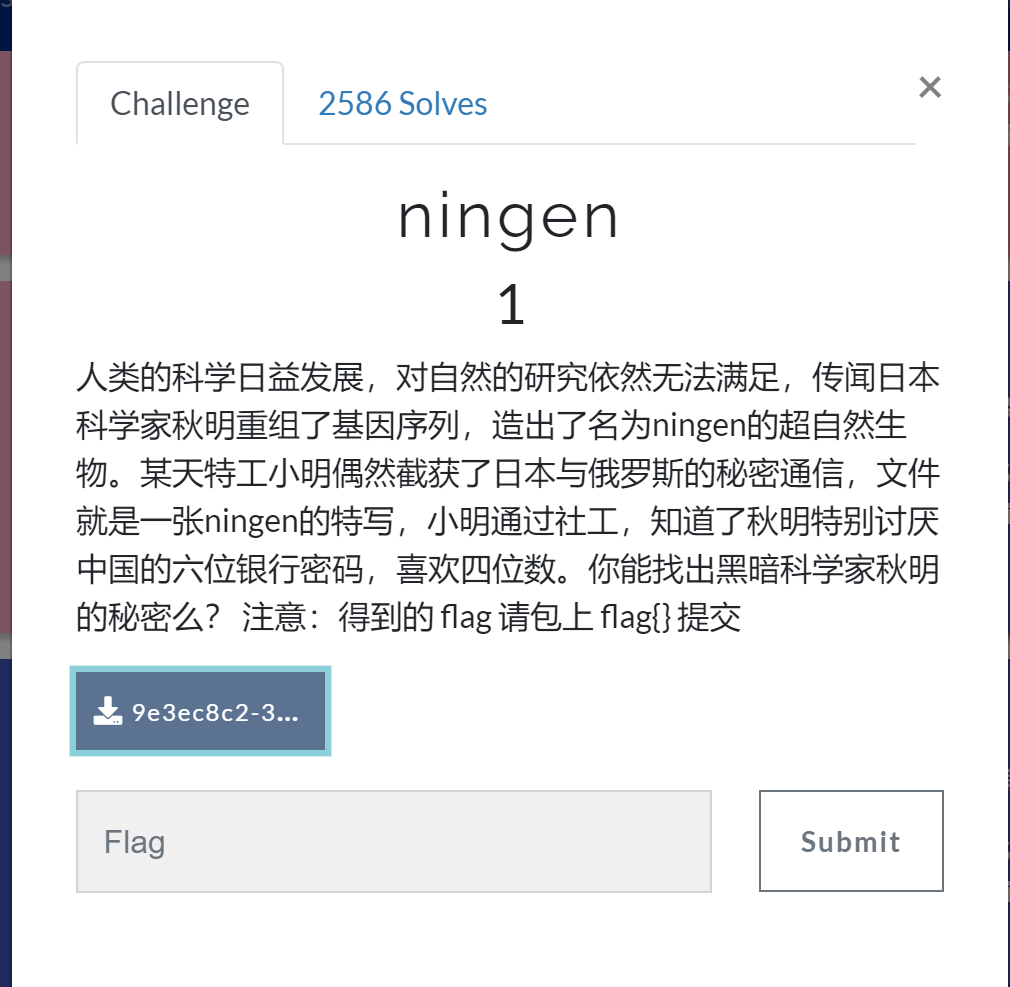 Challenge
2586 Solves
×
ningen
1
人类的科学日益发展，对自然的研究依然无法满足，传闻日本
科学家秋明重组了基因序列，造出了名为ningen的超自然生
物。某天特工小明偶然截获了日本与俄罗斯的秘密通信，文件
就是一张ningen的特写，小明通过社工，知道了秋明特别讨厌
中国的六位银行密码，喜欢四位数。你能找出黑暗科学家秋明
的秘密么？ 注意：得到的 flag 请包上 flag{} 提交
9e3ec8c2-3...
Flag
Submit